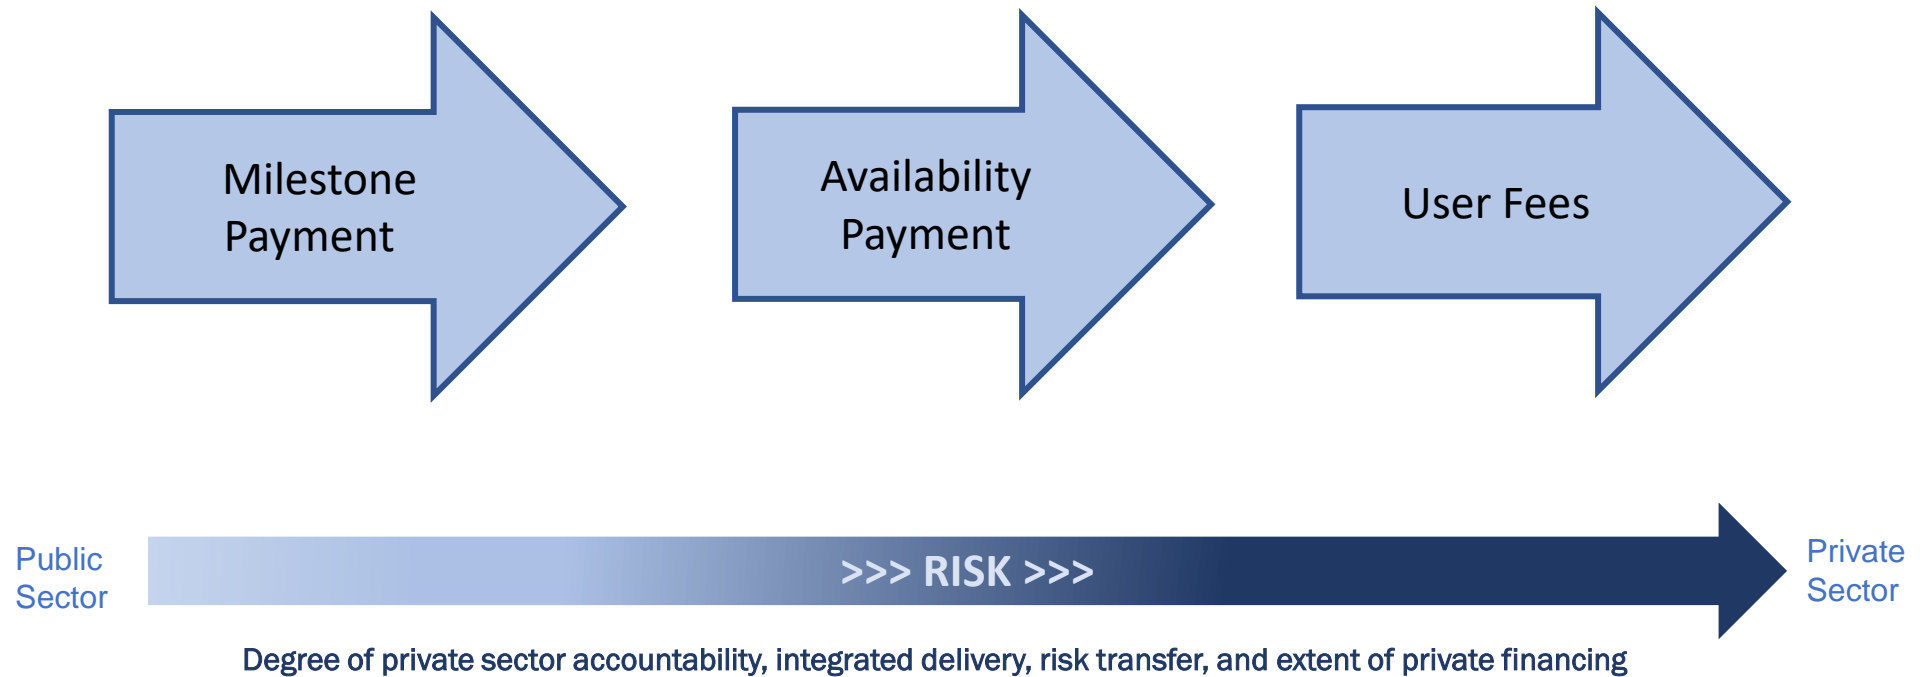 Milestone
Payment
Availability
Payment
User Fees
Public
Sector
>>> RISK >>>
Private
Sector
Degree of private sector accountability, integrated delivery, risk transfer, and extent of private financing